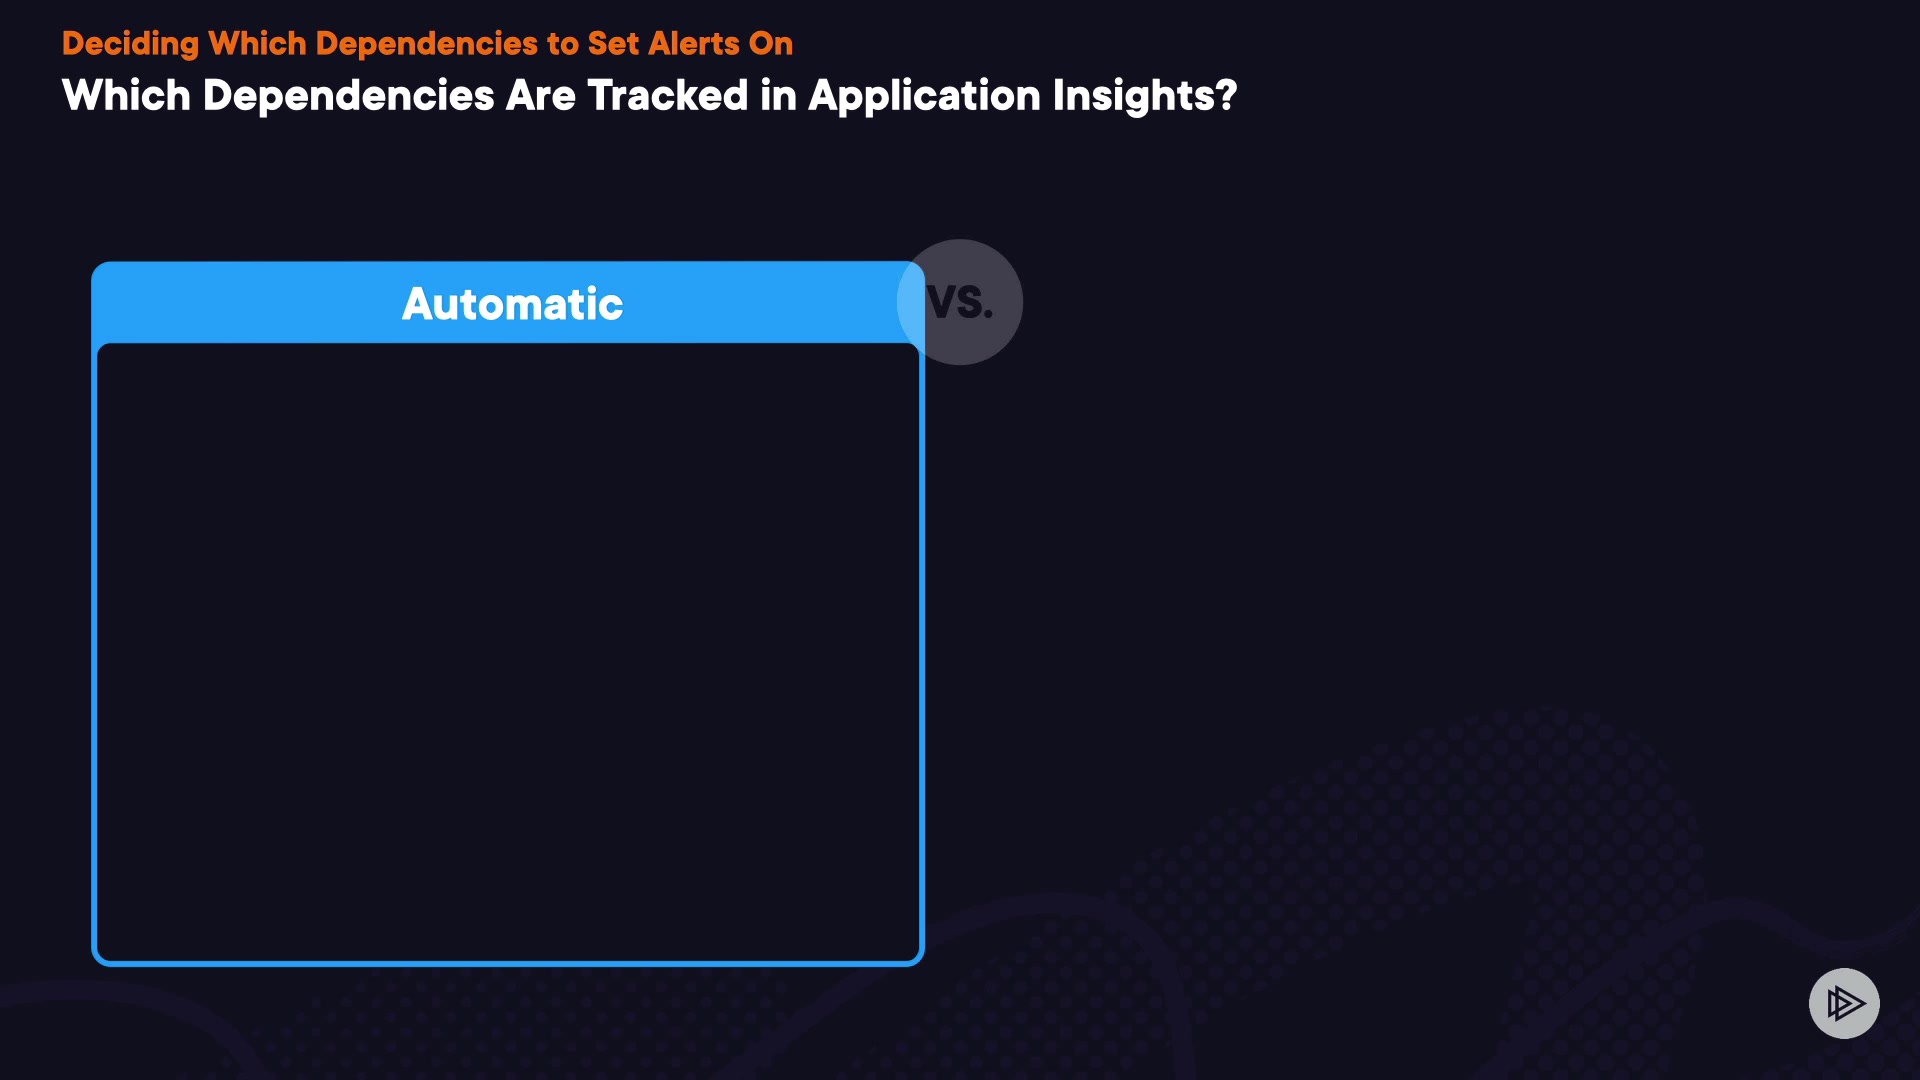 Deciding Which Dependencies to Set Alerts On
Which Dependencies Are Tracked in Application Insights?
Automatic
VS.